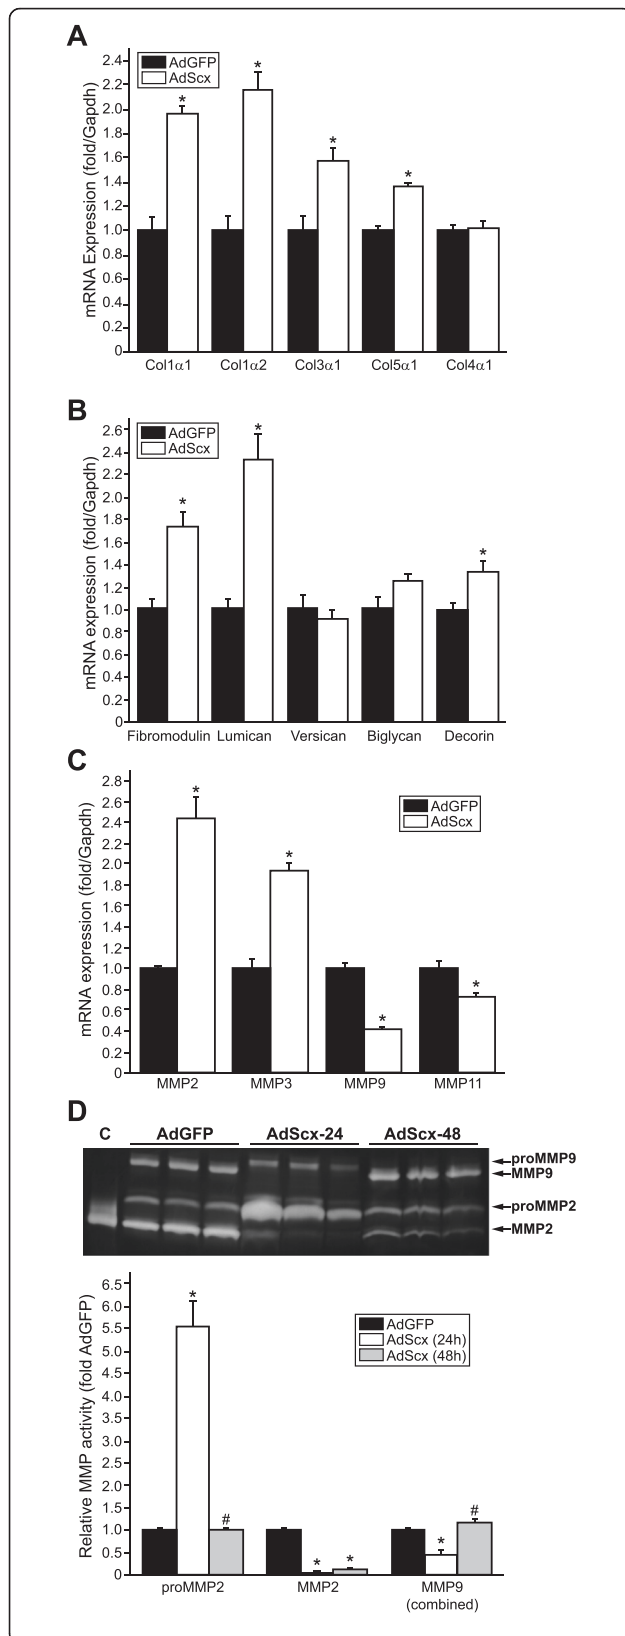 A
AdGFP
AdScx
mRNA Expression (fold/Gapdh)
2.4
2.2
2.0
1.8
1.6
1.4
1.2
1.0
0.8
0.6
0.4
0.2
0
*
*
*
*
Col1α1 Col1α2 Col3α1 Col5α1 Col4α1
B
AdGFP
AdScx
mRNA expression (fold/Gapdh)
2.6
2.4
2.2
2.0
1.8
1.6
1.4
1.2
1.0
0.8
0.6
0.4
0.2
0
*
*
*
Fibromodulin Lumican Versican Biglycan Decorin
C
AdGFP
AdScx
mRNA expression (fold/Gapdh)
2.8
2.6
2.4
2.2
2.0
1.8
1.6
1.4
1.2
1.0
0.8
0.6
0.4
0.2
0
*
*
*
*
MMP2 MMP3 MMP9 MMP11
D
C AdGFP AdScx-24 AdScx-48
proMMP9
MMP9
proMMP2
MMP2
AdGFP
AdScx (24h)
AdScx (48h)
Relative MMP activity (fold AdGFP)
6.5
6.0
5.5
5.0
4.5
4.0
3.5
3.0
2.5
2.0
1.5
1.0
0.5
0
*
#
* *
*
#
proMMP2 MMP2 MMP9
(combined)